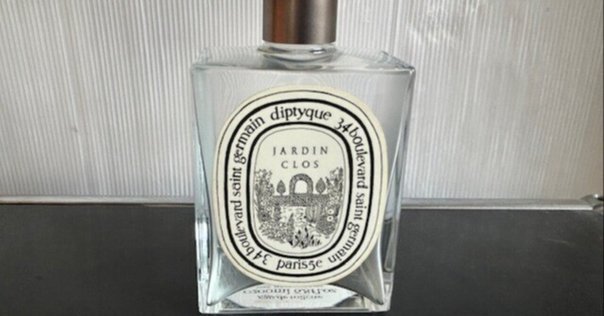 diptyque 34 boulevard saint germain paris5e 34 boulevard saint germain
JARDIN
CLOS